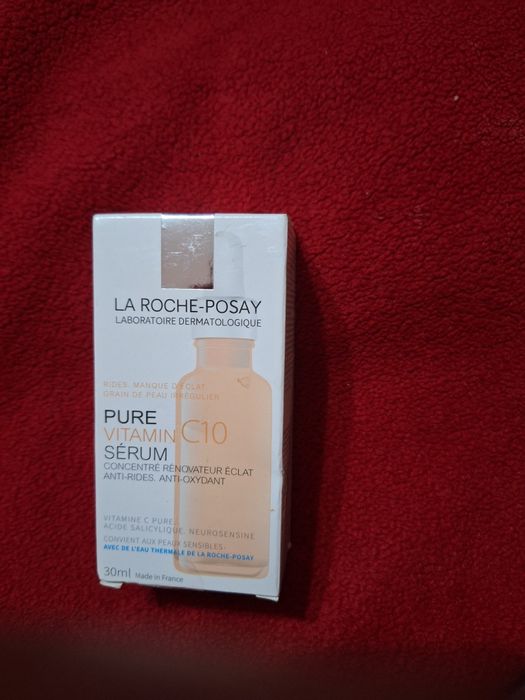 LA ROCHE-POSAY
LABORATOIRE DERMATOLOGIQUE
RIDES. MANQUE D'ÉCLAT.
GRAIN DE PEAU IRRÉGULIER
PURE
VITAMIN C10
SÉRUM
CONCENTRÉ RÉNOVATEUR ÉCLAT
ANTI-RIDES. ANTI-OXYDANT
VITAMINE C PURE.
ACIDE SALICYLIQUE. NEUROSENSINE
CONVIENT AUX PEAUX SENSIBLES.
AVEC DE L'EAU THERMALE DE LA ROCHE-POSAY
30ml Made in France